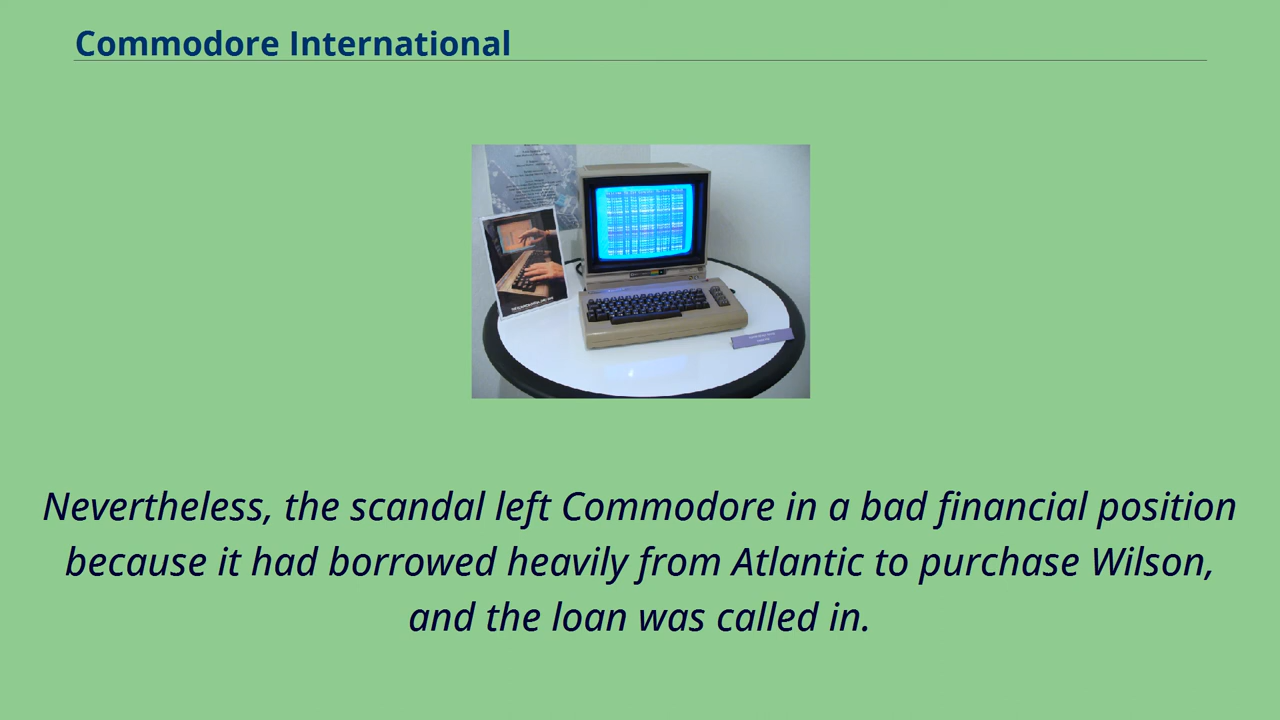 Commodore International
Nevertheless, the scandal left Commodore in a bad financial position
because it had borrowed heavily from Atlantic to purchase Wilson,
and the loan was called in.